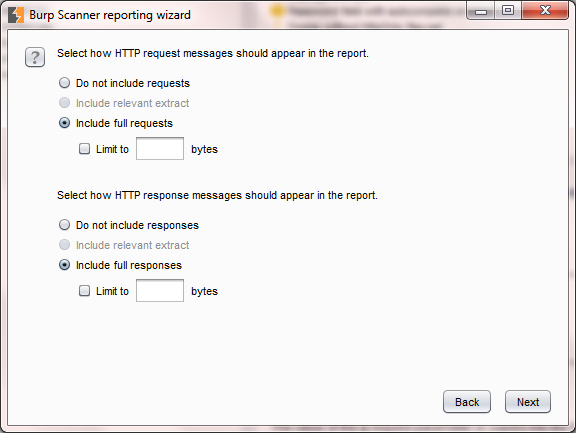 Burp Scanner reporting wizard
?
Select how HTTP request messages should appear in the report.
Do not include requests
Include relevant extract
Include full requests
Limit to bytes
Select how HTTP response messages should appear in the report.
Do not include responses
Include relevant extract
Include full responses
Limit to bytes
Back Next